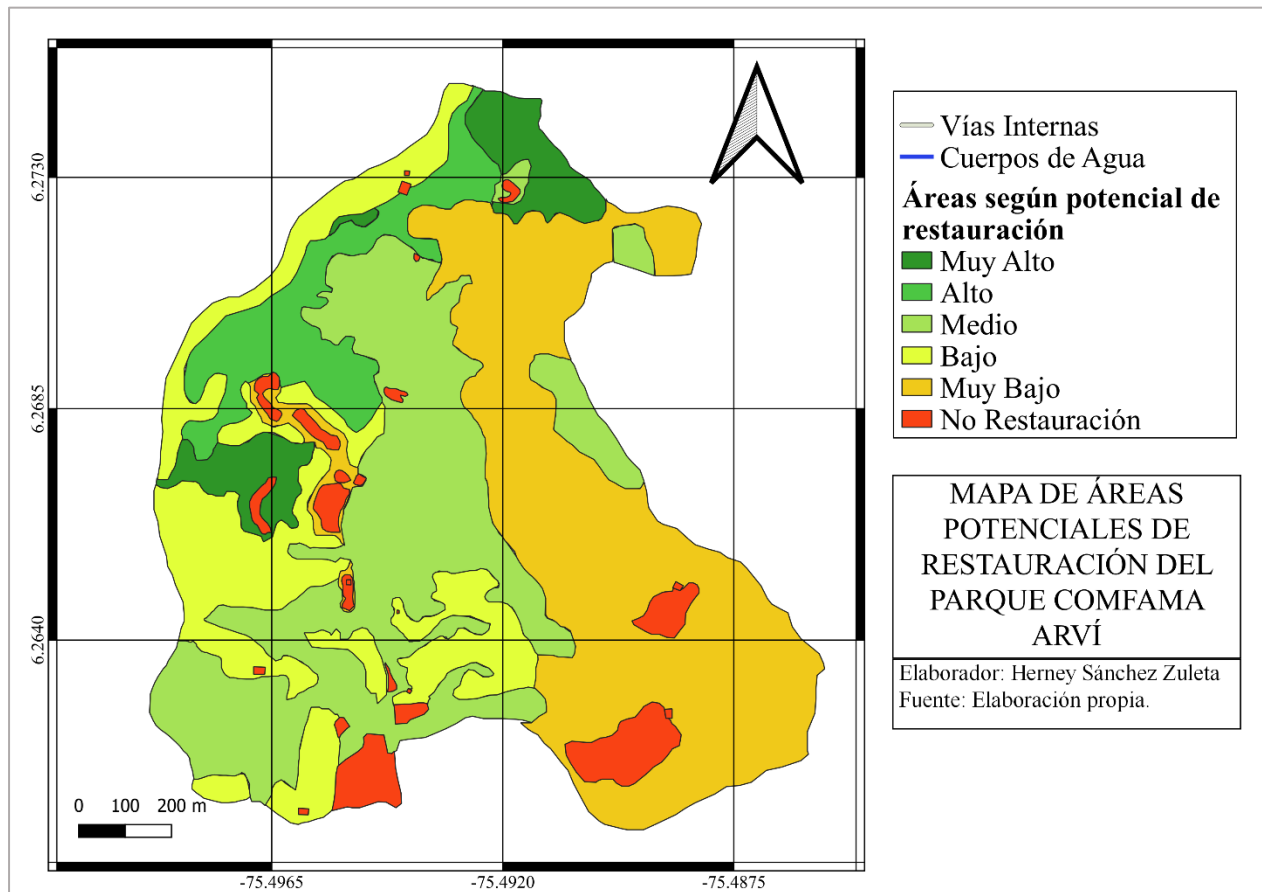 6.2730
6.2685
6.2640
0 100 200 m
-75.4965 -75.4920 -75.4875
Vías Internas
Cuerpos de Agua
Áreas según potencial de
restauración
Muy Alto
Alto
Medio
Bajo
Muy Bajo
No Restauración
MAPA DE ÁREAS
POTENCIALES DE
RESTAURACIÓN DEL
PARQUE COMFAMA
ARVÍ
Elaborador: Herney Sánchez Zuleta
Fuente: Elaboración propia.